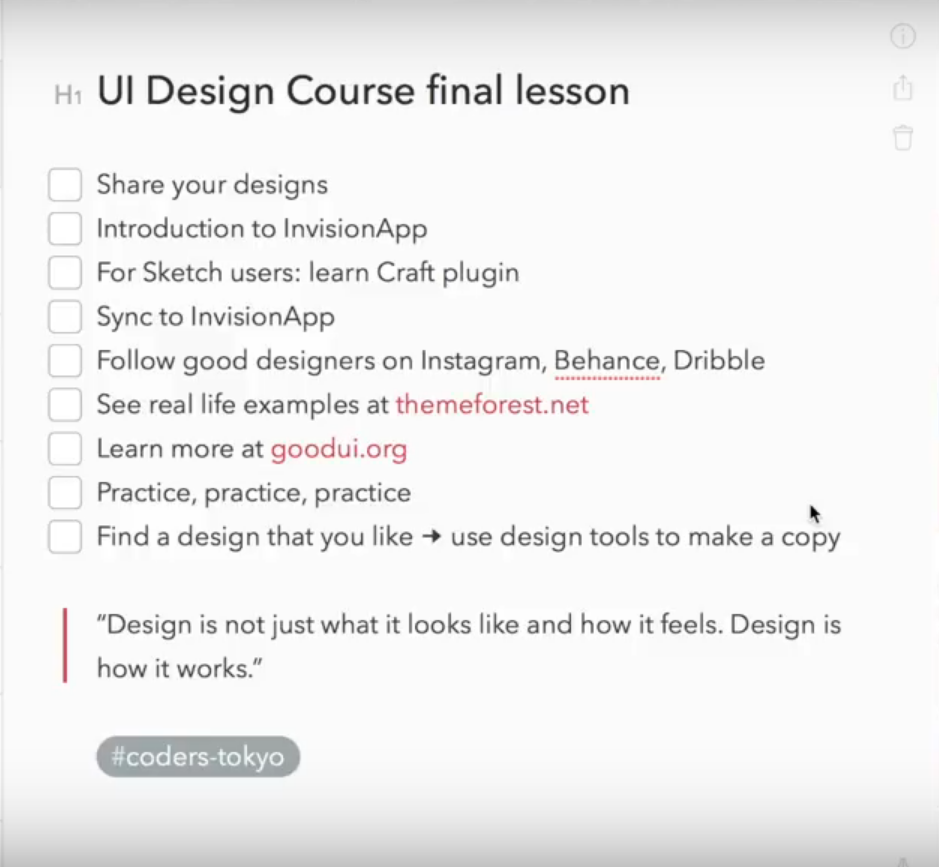 H1 UI Design Course final lesson
Share your designs
Introduction to InvisionApp
For Sketch users: learn Craft plugin
Sync to InvisionApp
Follow good designers on Instagram, Behance, Dribble
See real life examples at themeforest.net
Learn more at goodui.org
Practice, practice, practice
Find a design that you like → use design tools to make a copy
“Design is not just what it looks like and how it feels. Design is
how it works.”
#coders-tokyo